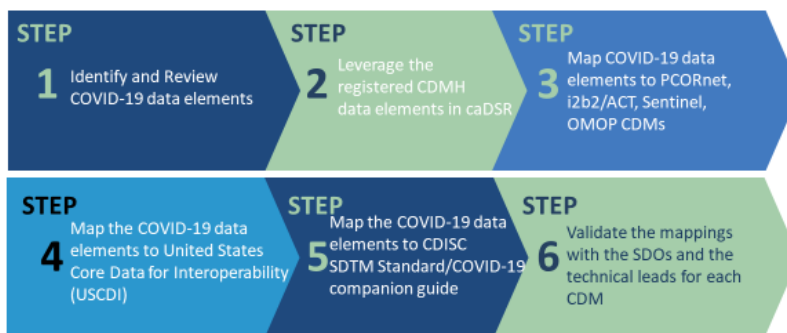 STEP
1
Identify and Review
COVID-19 data elements
STEP
2
Leverage the
registered CDMH
data elements in caDSR
STEP
3
Map COVID-19 data
elements to PCORnet,
i2b2/ACT, Sentinel,
OMOP CDMs
STEP
4
Map the COVID-19 data
elements to United States
Core Data for Interoperability
(USCDI)
STEP
5
Map the COVID-19 data
elements to CDISC
SDTM Standard/COVID-19
companion guide
STEP
6
Validate the mappings
with the SDOs and the
technical leads for each
CDM